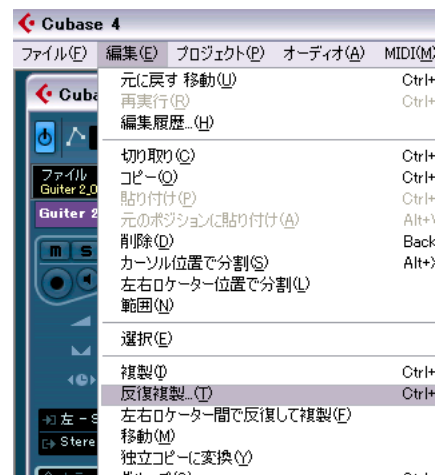 Cubase 4
ファイル(F) 編集(E) プロジェクト(P) オーディオ(A) MIDI(M)
元に戻す 移動(U) Ctrl+
再実行(R) Ctrl+
編集履歴...(H)
切り取り(C) Ctrl+
コピー(O) Ctrl+
貼り付け(P) Ctrl+
元のポジションに貼り付け(A) Alt+
削除(D) Back
カーソル位置で分割(S) Alt+
左右ロケーター位置で分割(L)
範囲(N)
選択(E)
複製(I) Ctrl+
反復複製...(T) Ctrl+
左右ロケーター間で反復して複製(F)
移動(M)
独立コピーに変換(Y)
Cuba
ファイル
Guiter 2_0
Guiter 2
m S
左 - S
Stere